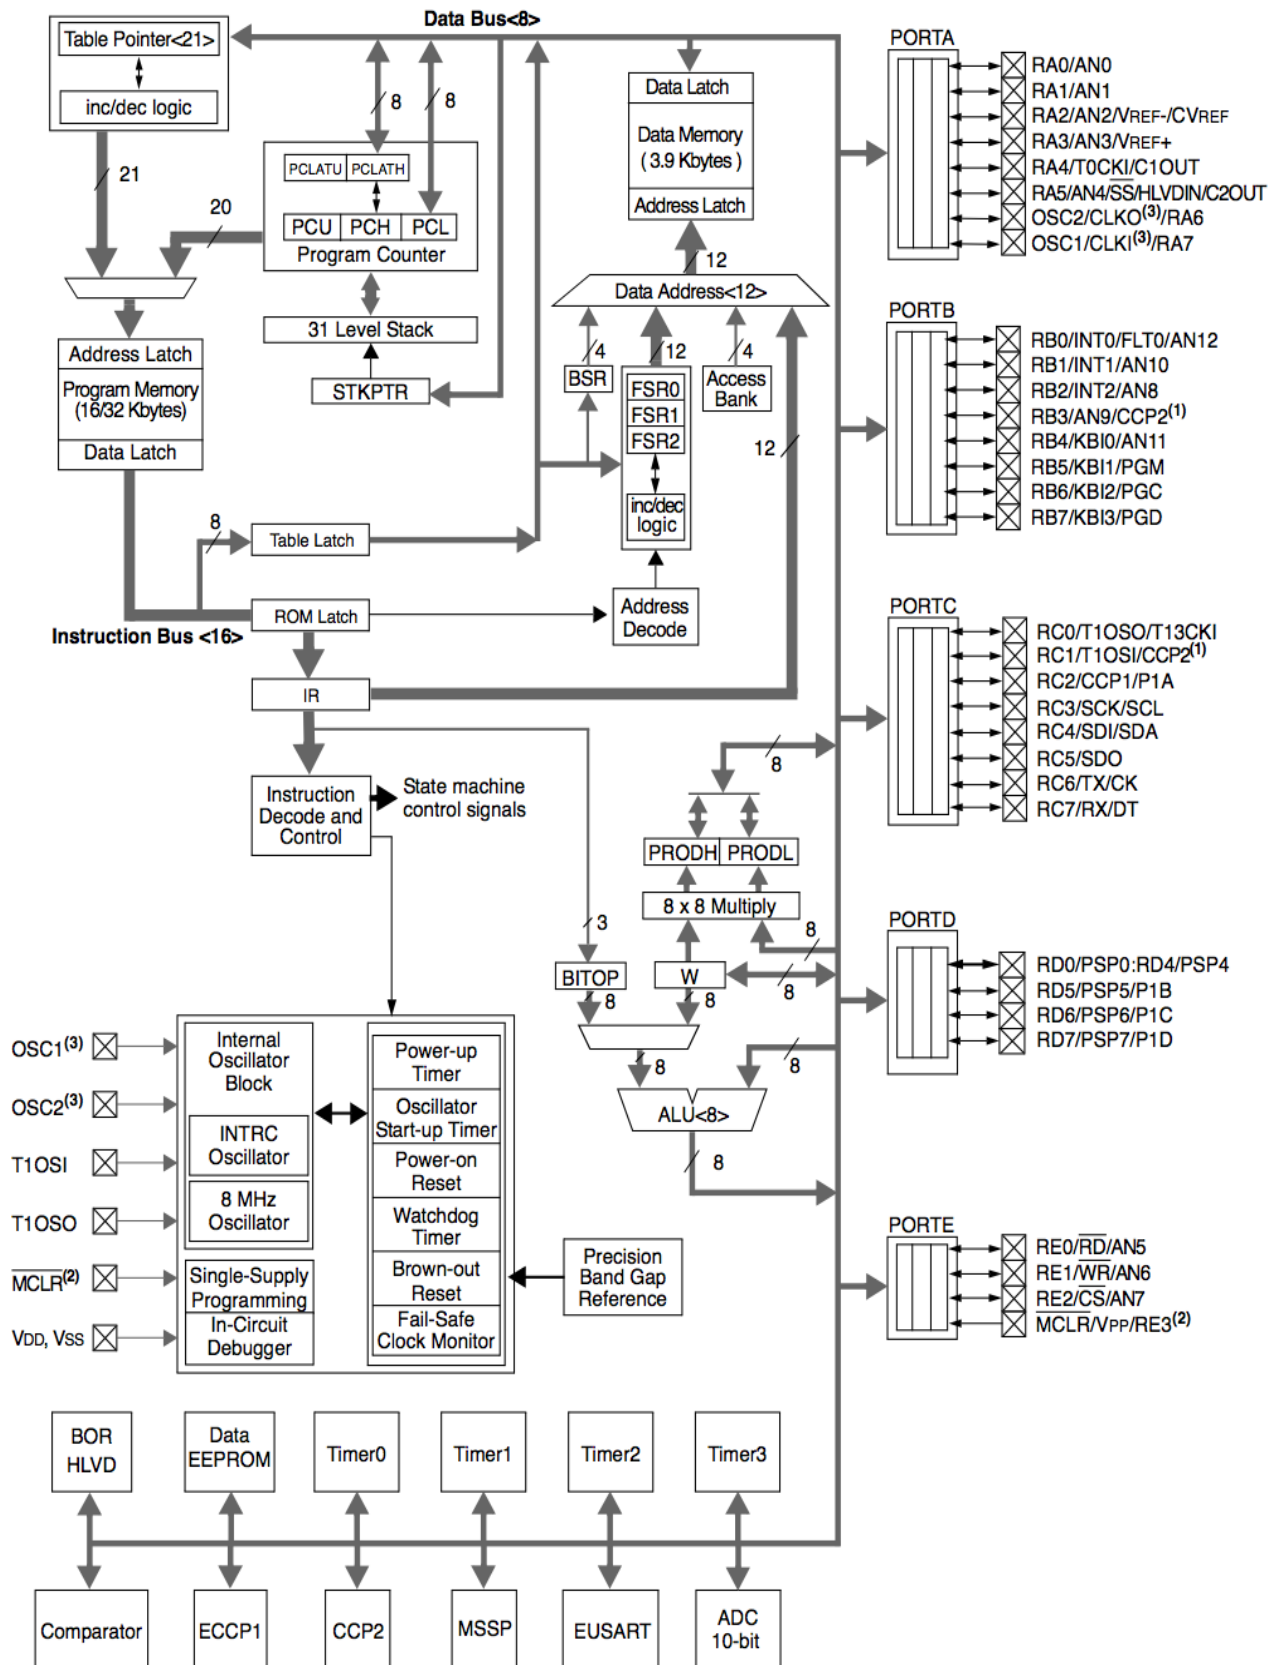 Data Bus<8>
Table Pointer<21>
inc/dec logic
21
20
8
8
PCLATU PCLATH
PCU PCH PCL
Program Counter
31 Level Stack
STKPTR
Address Latch
Program Memory
(16/32 Kbytes)
Data Latch
8
Table Latch
ROM Latch
Instruction Bus <16>
IR
Data Latch
Data Memory
( 3.9 Kbytes )
Address Latch
12
Data Address<12>
4
12
4
BSR
FSR0
FSR1
FSR2
inc/dec
logic
Access
Bank
12
Address
Decode
Instruction
Decode and
Control
State machine
control signals
8
PRODH PRODL
8 x 8 Multiply
3
8
BITOP
W
8
8
8
8
8
ALU<8>
8
OSC1(3)
OSC2(3)
T1OSI
T1OSO
MCLR(2)
VDD, VSS
Internal
Oscillator
Block
INTRC
Oscillator
8 MHz
Oscillator
Single-Supply
Programming
In-Circuit
Debugger
Power-up
Timer
Oscillator
Start-up Timer
Power-on
Reset
Watchdog
Timer
Brown-out
Reset
Fail-Safe
Clock Monitor
Precision
Band Gap
Reference
PORTA
RA0/AN0
RA1/AN1
RA2/AN2/VREF-/CVREF
RA3/AN3/VREF+
RA4/T0CKI/C1OUT
RA5/AN4/SS/HLVDIN/C2OUT
OSC2/CLKO(3)/RA6
OSC1/CLKI(3)/RA7
PORTB
RB0/INT0/FLT0/AN12
RB1/INT1/AN10
RB2/INT2/AN8
RB3/AN9/CCP2(1)
RB4/KBI0/AN11
RB5/KBI1/PGM
RB6/KBI2/PGC
RB7/KBI3/PGD
PORTC
RC0/T1OSO/T13CKI
RC1/T1OSI/CCP2(1)
RC2/CCP1/P1A
RC3/SCK/SCL
RC4/SDI/SDA
RC5/SDO
RC6/TX/CK
RC7/RX/DT
PORTD
RD0/PSP0:RD4/PSP4
RD5/PSP5/P1B
RD6/PSP6/P1C
RD7/PSP7/P1D
PORTE
RE0/RD/AN5
RE1/WR/AN6
RE2/CS/AN7
MCLR/VPP/RE3(2)
BOR
HLVD
Data
EEPROM
Timer0
Timer1
Timer2
Timer3
Comparator
ECCP1
CCP2
MSSP
EUSART
ADC
10-bit